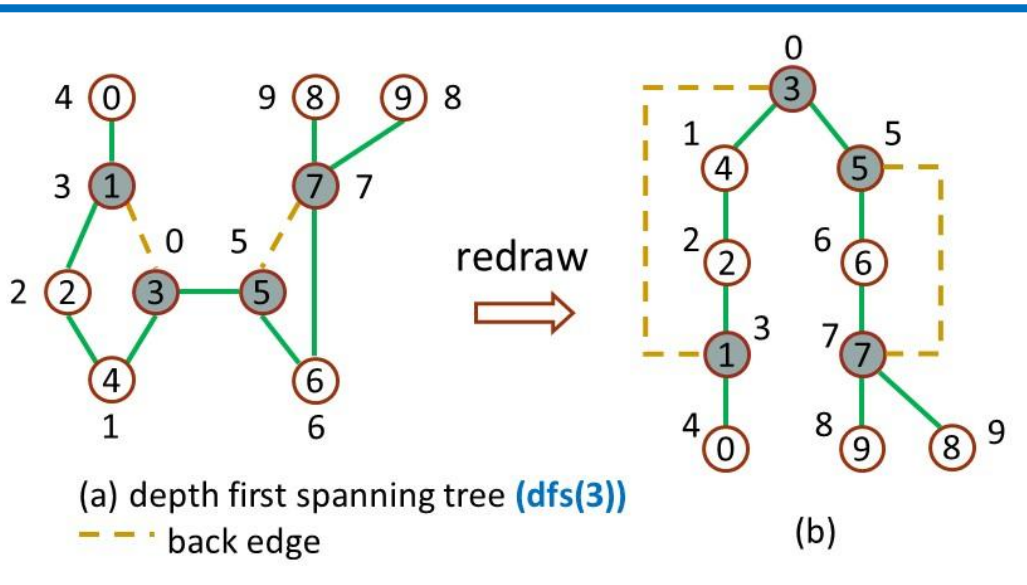 0
3
4 0 9 8 9 8
1 5
4 5
3 1 7 7
0 5
2 6
2 6
redraw
2 2 3 5
3 7
1 7
4 6
4 8 9
0 9 8
1 6
(a) depth first spanning tree (dfs(3))
back edge
(b)